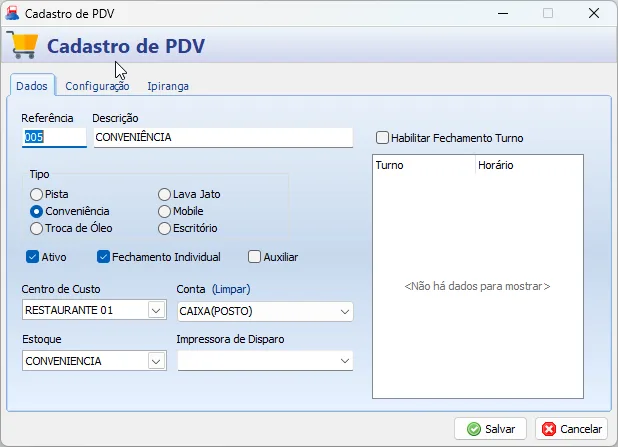 Cadastro de PDV
Cadastro de PDV
Dados Configuração Ipiranga
Referência Descrição
005 CONVENIÊNCIA
Habilitar Fechamento Turno
Turno Horário
Tipo
Pista Lava Jato
Conveniência Mobile
Troca de Óleo Escritório
Ativo Fechamento Individual Auxiliar
<Não há dados para mostrar>
Centro de Custo Conta (Limpar)
RESTAURANTE 01 CAIXA(POSTO)
Estoque Impressora de Disparo
CONVENIENCIA
Salvar Cancelar